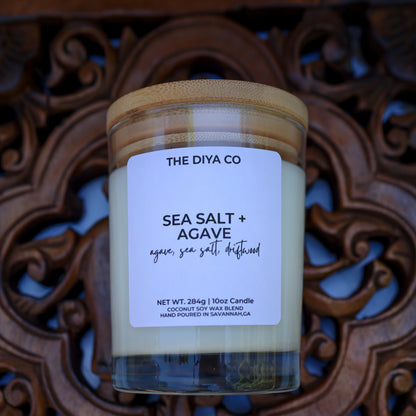 THE DIYA CO
SEA SALT +
AGAVE
agave, sea salt, driftwood
NET WT. 284g | 10oz Candle
COCONUT SOY WAX BLEND
HAND POURED IN SAVANNAH,GA